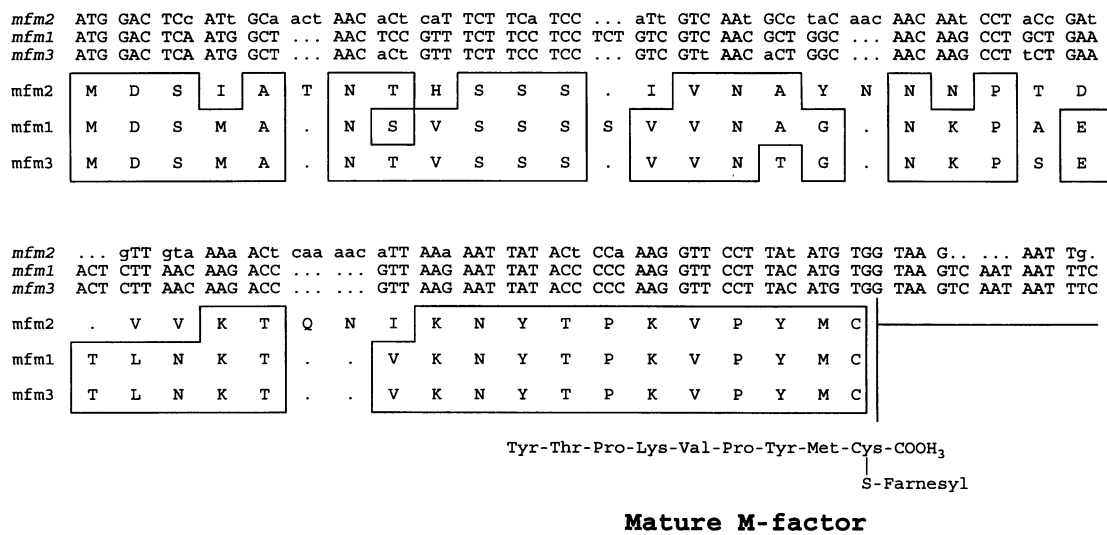 mfm2 ATG GAC TCc ATt GCa act AAC aCt caT TCT TCa TCC ... aTt GTC AAt GCc taC aac AAC AAt CCT aCc GAt
mfm1 ATG GAC TCA ATG GCT ... AAC TCC GTT TCT TCC TCC TCT GTC GTC AAC GCT GGC ... AAC AAG CCT GCT GAA
mfm3 ATG GAC TCA ATG GCT ... AAC aCt GTT TCT TCC TCC ... GTC GTt AAC aCT GGC ... AAC AAG CCT tCT GAA
mfm2 M D S I A T N T H S S S . I V N A Y N N N P T D
mfm1 M D S M A . N S V S S S S V V N A G . N K P A E
mfm3 M D S M A . N T V S S S . V V N T G . N K P S E
mfm2 ... gTT gta AAa ACt caa aac aTT AAa AAT TAT ACt CCa AAG GTT CCT TAt ATG TGG TAA G.. ... AAT Tg.
mfm1 ACT CTT AAC AAG ACC ... ... GTT AAG AAT TAT ACC CCC AAG GTT CCT TAC ATG TGG TAA GTC AAT AAT TTC
mfm3 ACT CTT AAC AAG ACC ... ... GTT AAG AAT TAT ACC CCC AAG GTT CCT TAC ATG TGG TAA GTC AAT AAT TTC
mfm2 . V V K T Q N I K N Y T P K V P Y M C
mfm1 T L N K T . . V K N Y T P K V P Y M C
mfm3 T L N K T . . V K N Y T P K V P Y M C
Tyr-Thr-Pro-Lys-Val-Pro-Tyr-Met-Cys-COOH3
S-Farnesyl
Mature M-factor